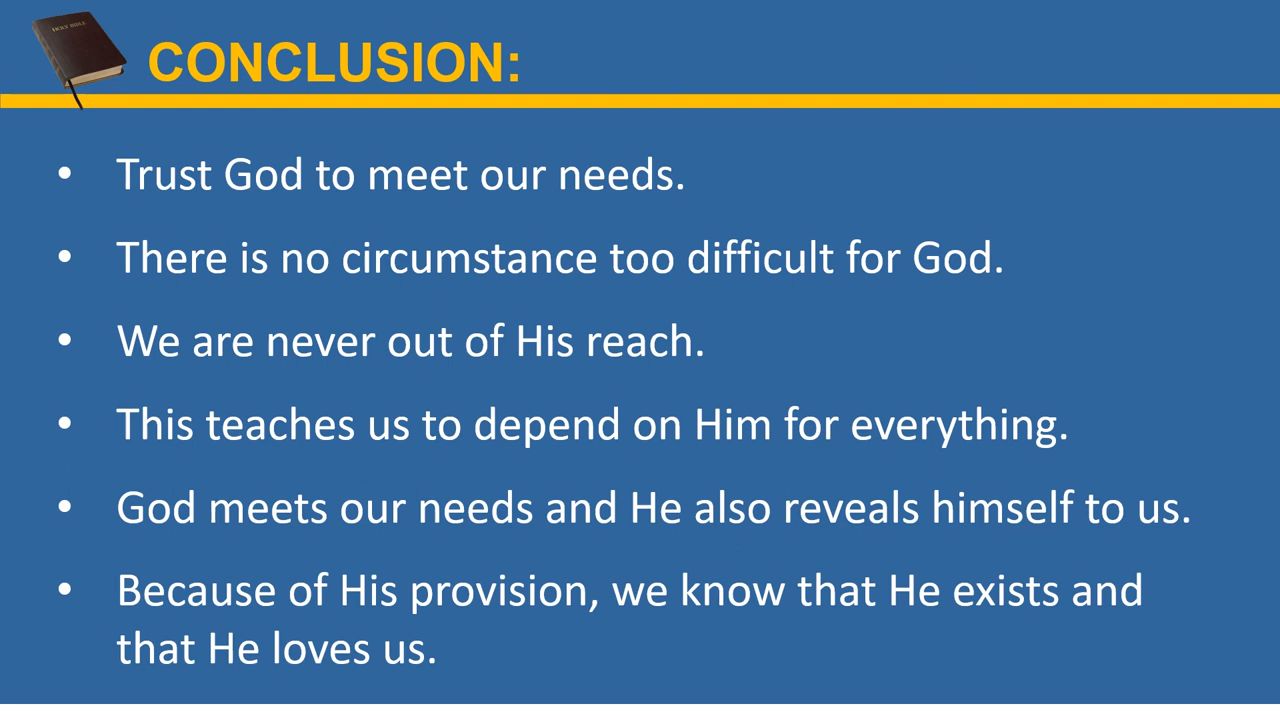 HOLY BIBLE
CONCLUSION:
• Trust God to meet our needs.
• There is no circumstance too difficult for God.
• We are never out of His reach.
• This teaches us to depend on Him for everything.
• God meets our needs and He also reveals himself to us.
• Because of His provision, we know that He exists and
that He loves us.